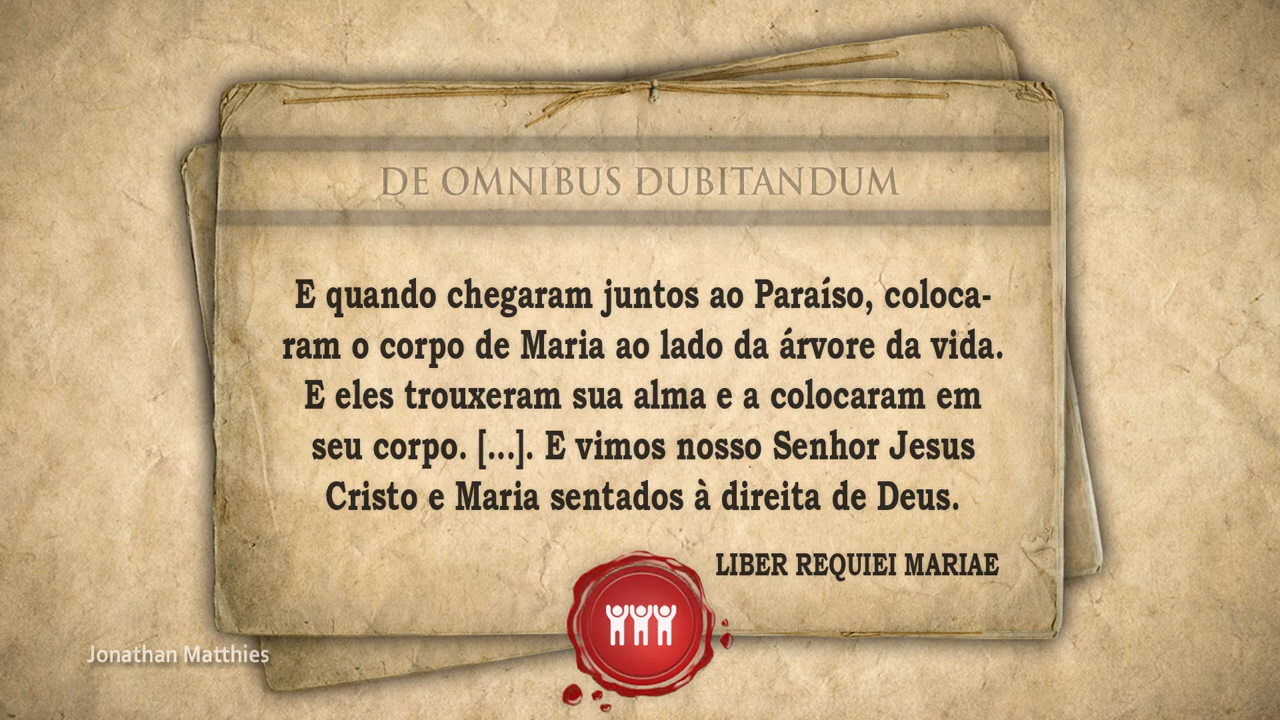 DE OMNIBUS DUBITANDUM
E quando chegaram juntos ao Paraíso, coloca-
ram o corpo de Maria ao lado da árvore da vida.
E eles trouxeram sua alma e a colocaram em
seu corpo. [...]. E vimos nosso Senhor Jesus
Cristo e Maria sentados à direita de Deus.
LIBER REQUIEI MARIAE
Jonathan Matthies